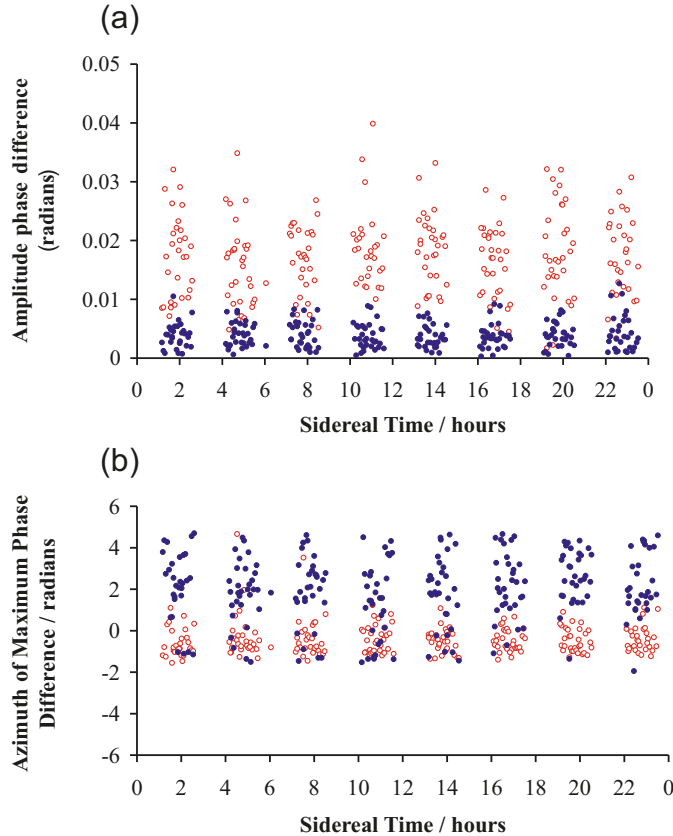 (a)
Amplitude phase difference
(radians)
0.05
0.04
0.03
0.02
0.01
0
0 2 4 6 8 10 12 14 16 18 20 22 0
Sidereal Time / hours
(b)
Azimuth of Maximum Phase
Difference / radians
6
4
2
0
-2
-4
-6
0 2 4 6 8 10 12 14 16 18 20 22 0
Sidereal Time / hours